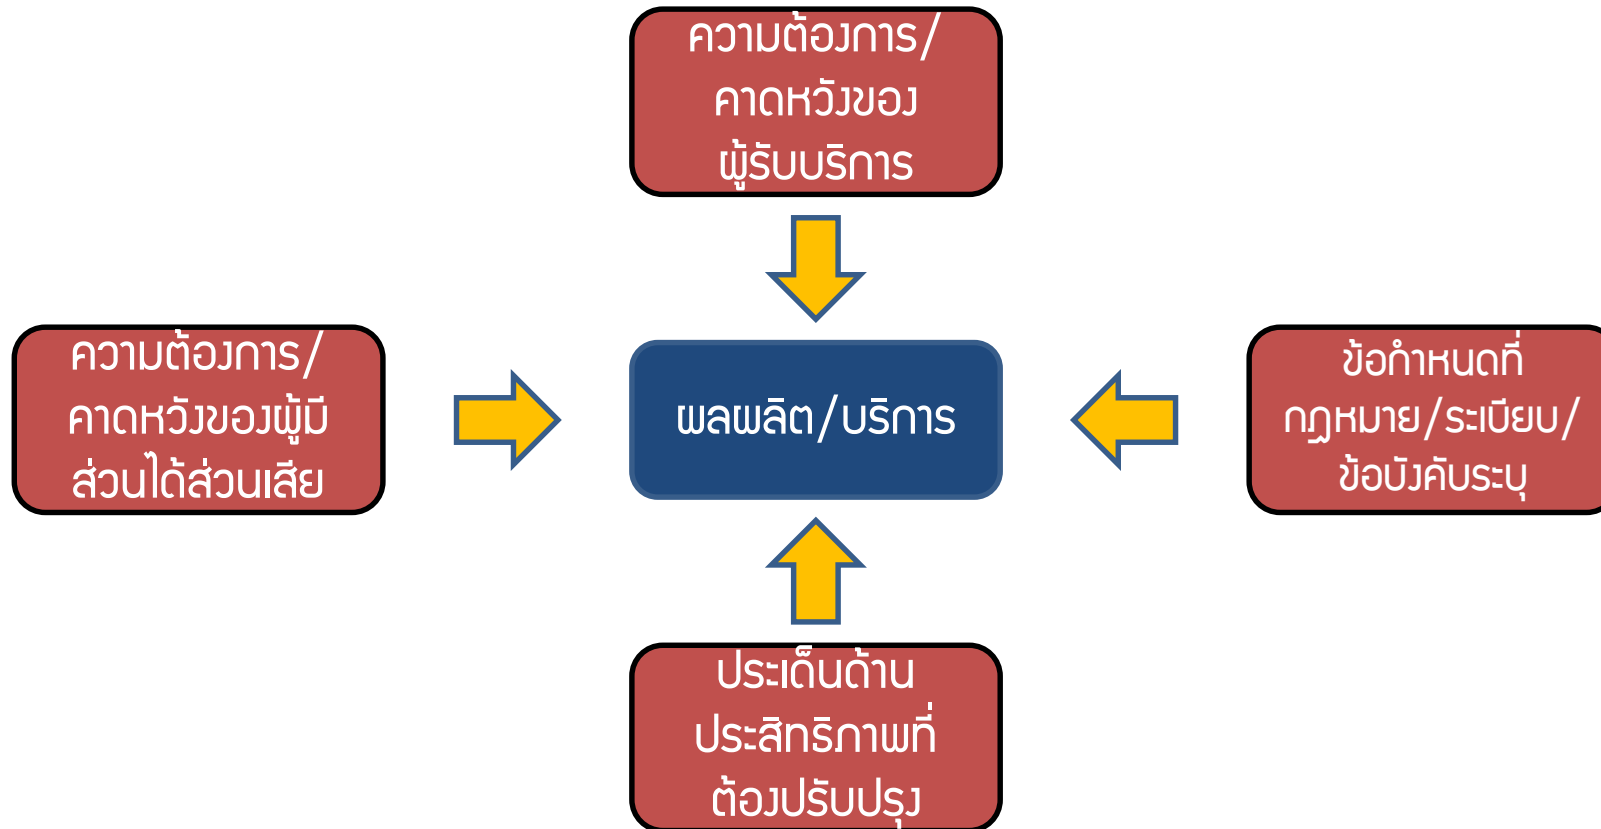 ความต้องการ/
คาดหวังของ
ผู้รับบริการ
ความต้องการ/
คาดหวังของผู้มี
ส่วนได้ส่วนเสีย
ผลผลิต/บริการ
ข้อกำหนดที่
กฎหมาย/ระเบียบ/
ข้อบังคับระบุ
ประเด็นด้าน
ประสิทธิภาพที่
ต้องปรับปรุง